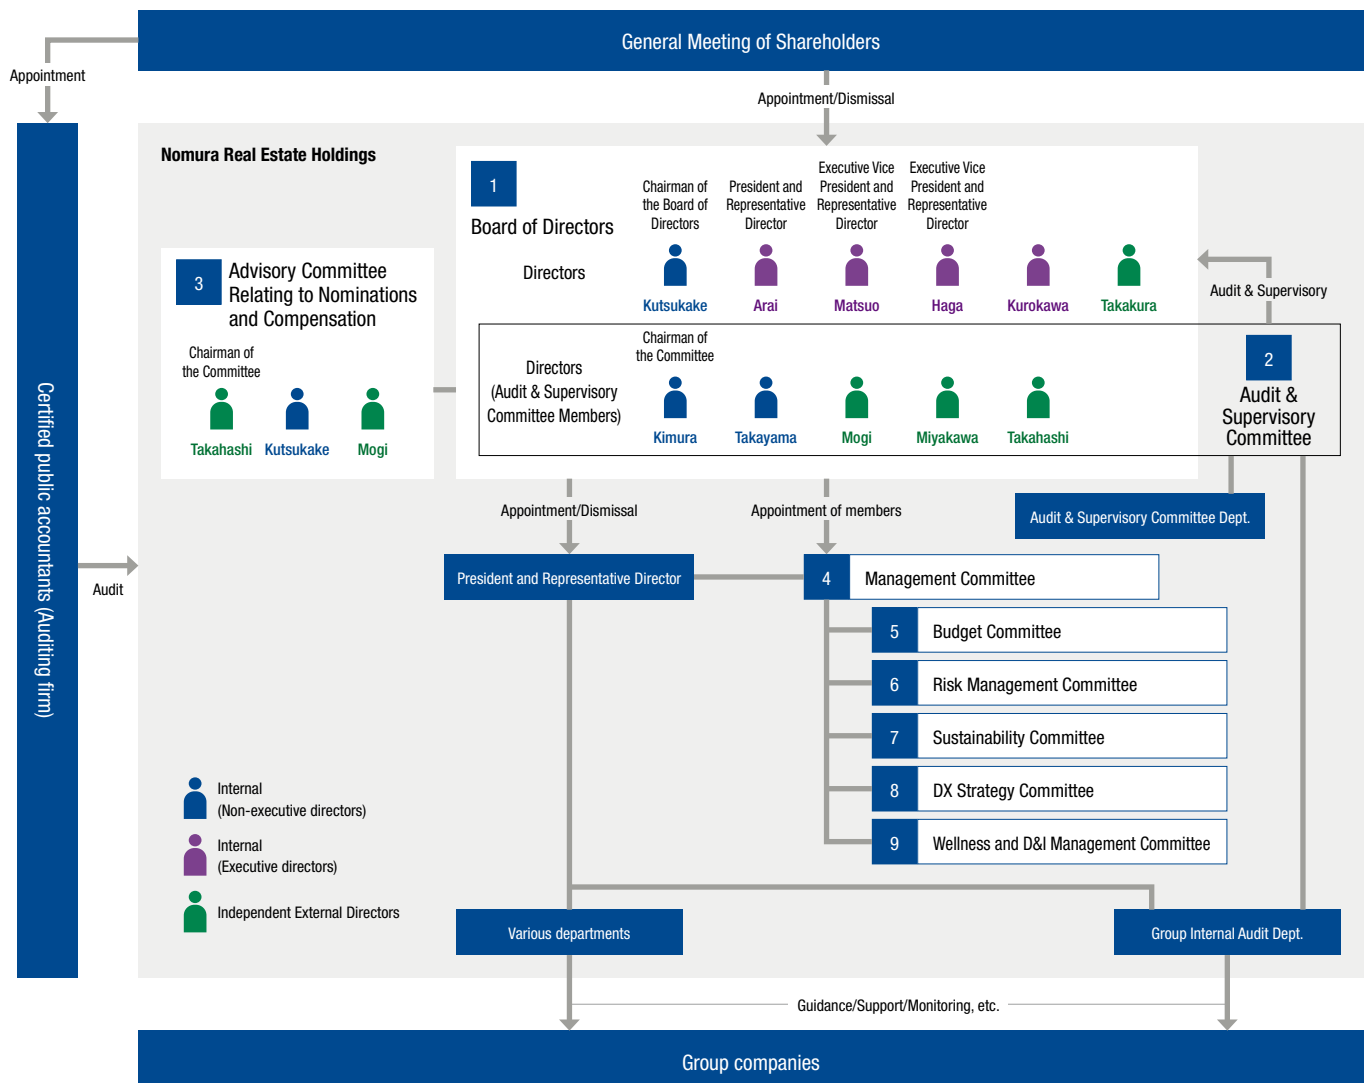 General Meeting of Shareholders
Appointment
Appointment/Dismissal
Certified public accountants (Auditing firm)
Audit
Nomura Real Estate Holdings
1
Board of Directors
Directors
Chairman of
the Board of
Directors
Kutsukake
President and
Representative
Director
Arai
Executive Vice
President and
Representative
Director
Matsuo
Executive Vice
President and
Representative
Director
Haga
Kurokawa
Takakura
Audit & Supervisory
3
Advisory Committee
Relating to Nominations
and Compensation
Chairman of
the Committee
Takahashi
Kutsukake
Mogi
Directors
(Audit & Supervisory
Committee Members)
Chairman of
the Committee
Kimura
Takayama
Mogi
Miyakawa
Takahashi
2
Audit &
Supervisory
Committee
Appointment/Dismissal
Appointment of members
Audit & Supervisory Committee Dept.
President and Representative Director
4
Management Committee
5
Budget Committee
6
Risk Management Committee
7
Sustainability Committee
8
DX Strategy Committee
9
Wellness and D&I Management Committee
Internal
(Non-executive directors)
Internal
(Executive directors)
Independent External Directors
Various departments
Group Internal Audit Dept.
Guidance/Support/Monitoring, etc.
Group companies